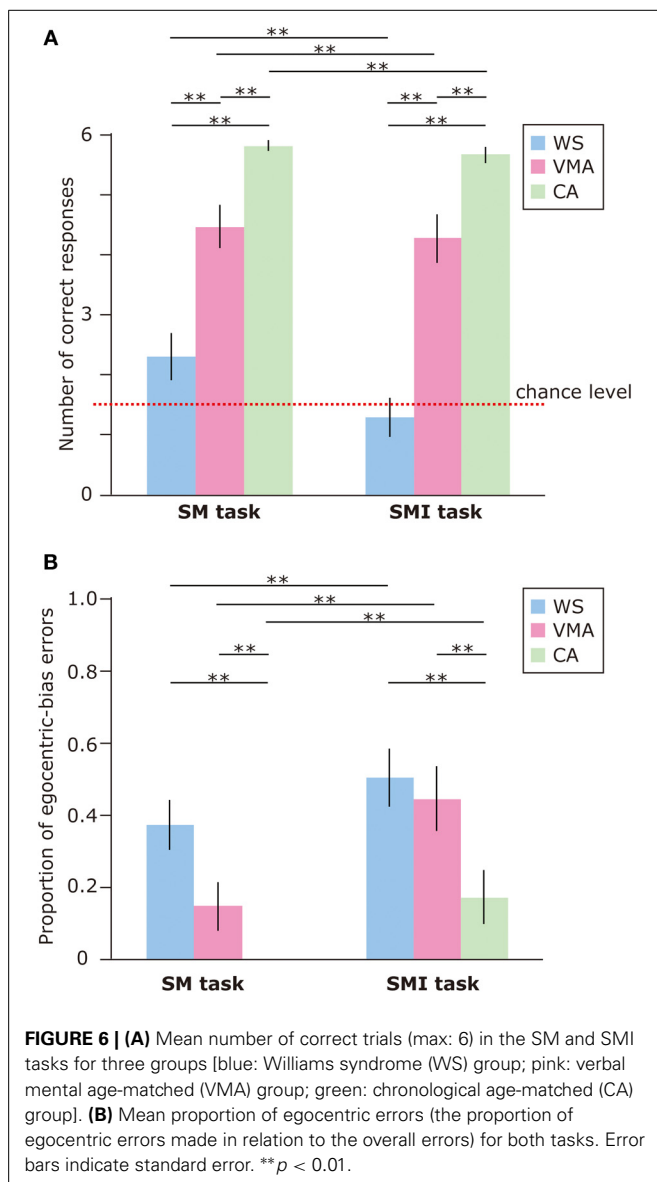 A
** 
**
**
** ** ** **
** **
6
WS
VMA
CA
Number of correct responses
3
chance level
0
SM task SMI task
B
**
**
**
** **
** **
1.0
WS
VMA
CA
0.8
0.6
Proportion of egocentric-bias errors
0.4
0.2
0
SM task SMI task
FIGURE 6 | (A) Mean number of correct trials (max: 6) in the SM and SMI
tasks for three groups [blue: Williams syndrome (WS) group; pink: verbal
mental age-matched (VMA) group; green: chronological age-matched (CA)
group]. (B) Mean proportion of egocentric errors (the proportion of
egocentric errors made in relation to the overall errors) for both tasks. Error
bars indicate standard error. **p < 0.01.